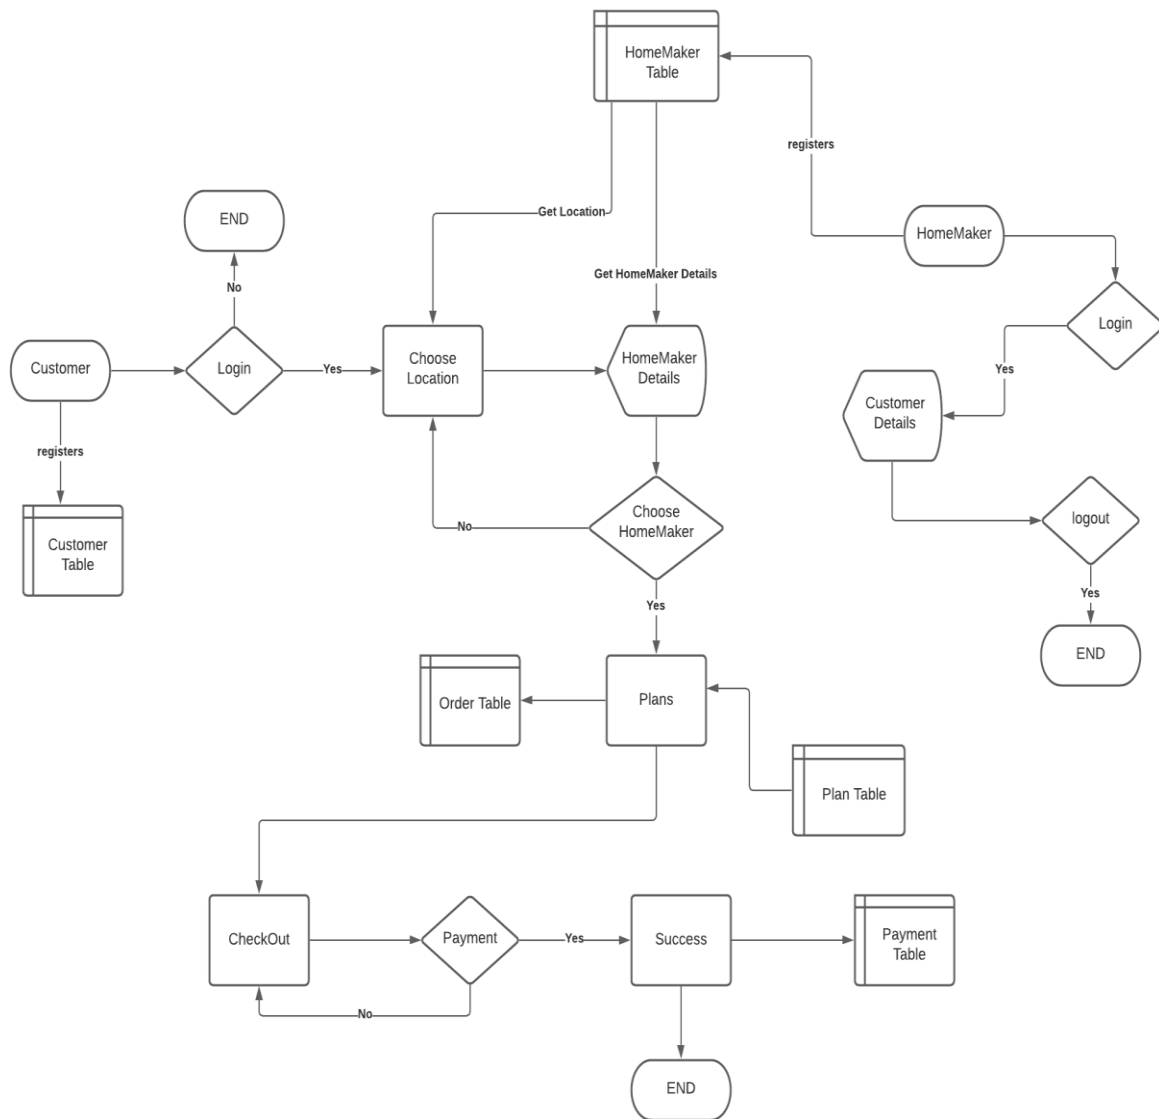 HomeMaker
Table
registers
Get Location
END
HomeMaker
Get HomeMaker Details
No
Login
Customer
Login
Yes
Choose
Location
HomeMaker
Details
Yes
Customer
Details
registers
Choose
HomeMaker
No
logout
Customer
Table
Yes
Yes
END
Order Table
Plans
Plan Table
CheckOut
Payment
Yes
Success
Payment
Table
No
END